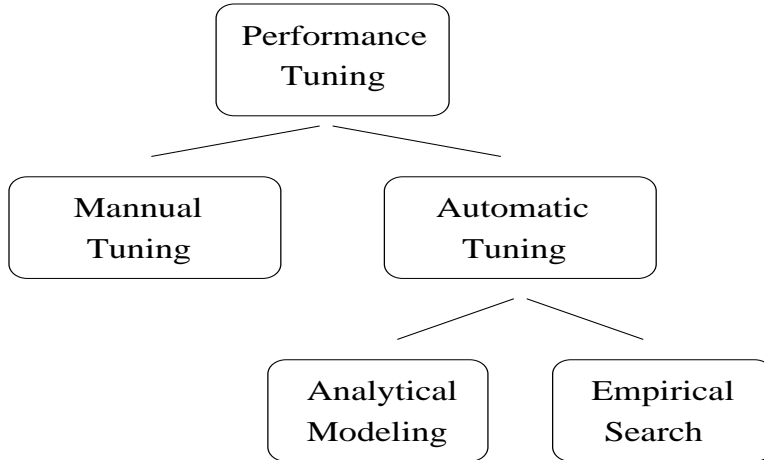 Performance
Tuning
Mannual
Tuning
Automatic
Tuning
Analytical
Modeling
Empirical
Search